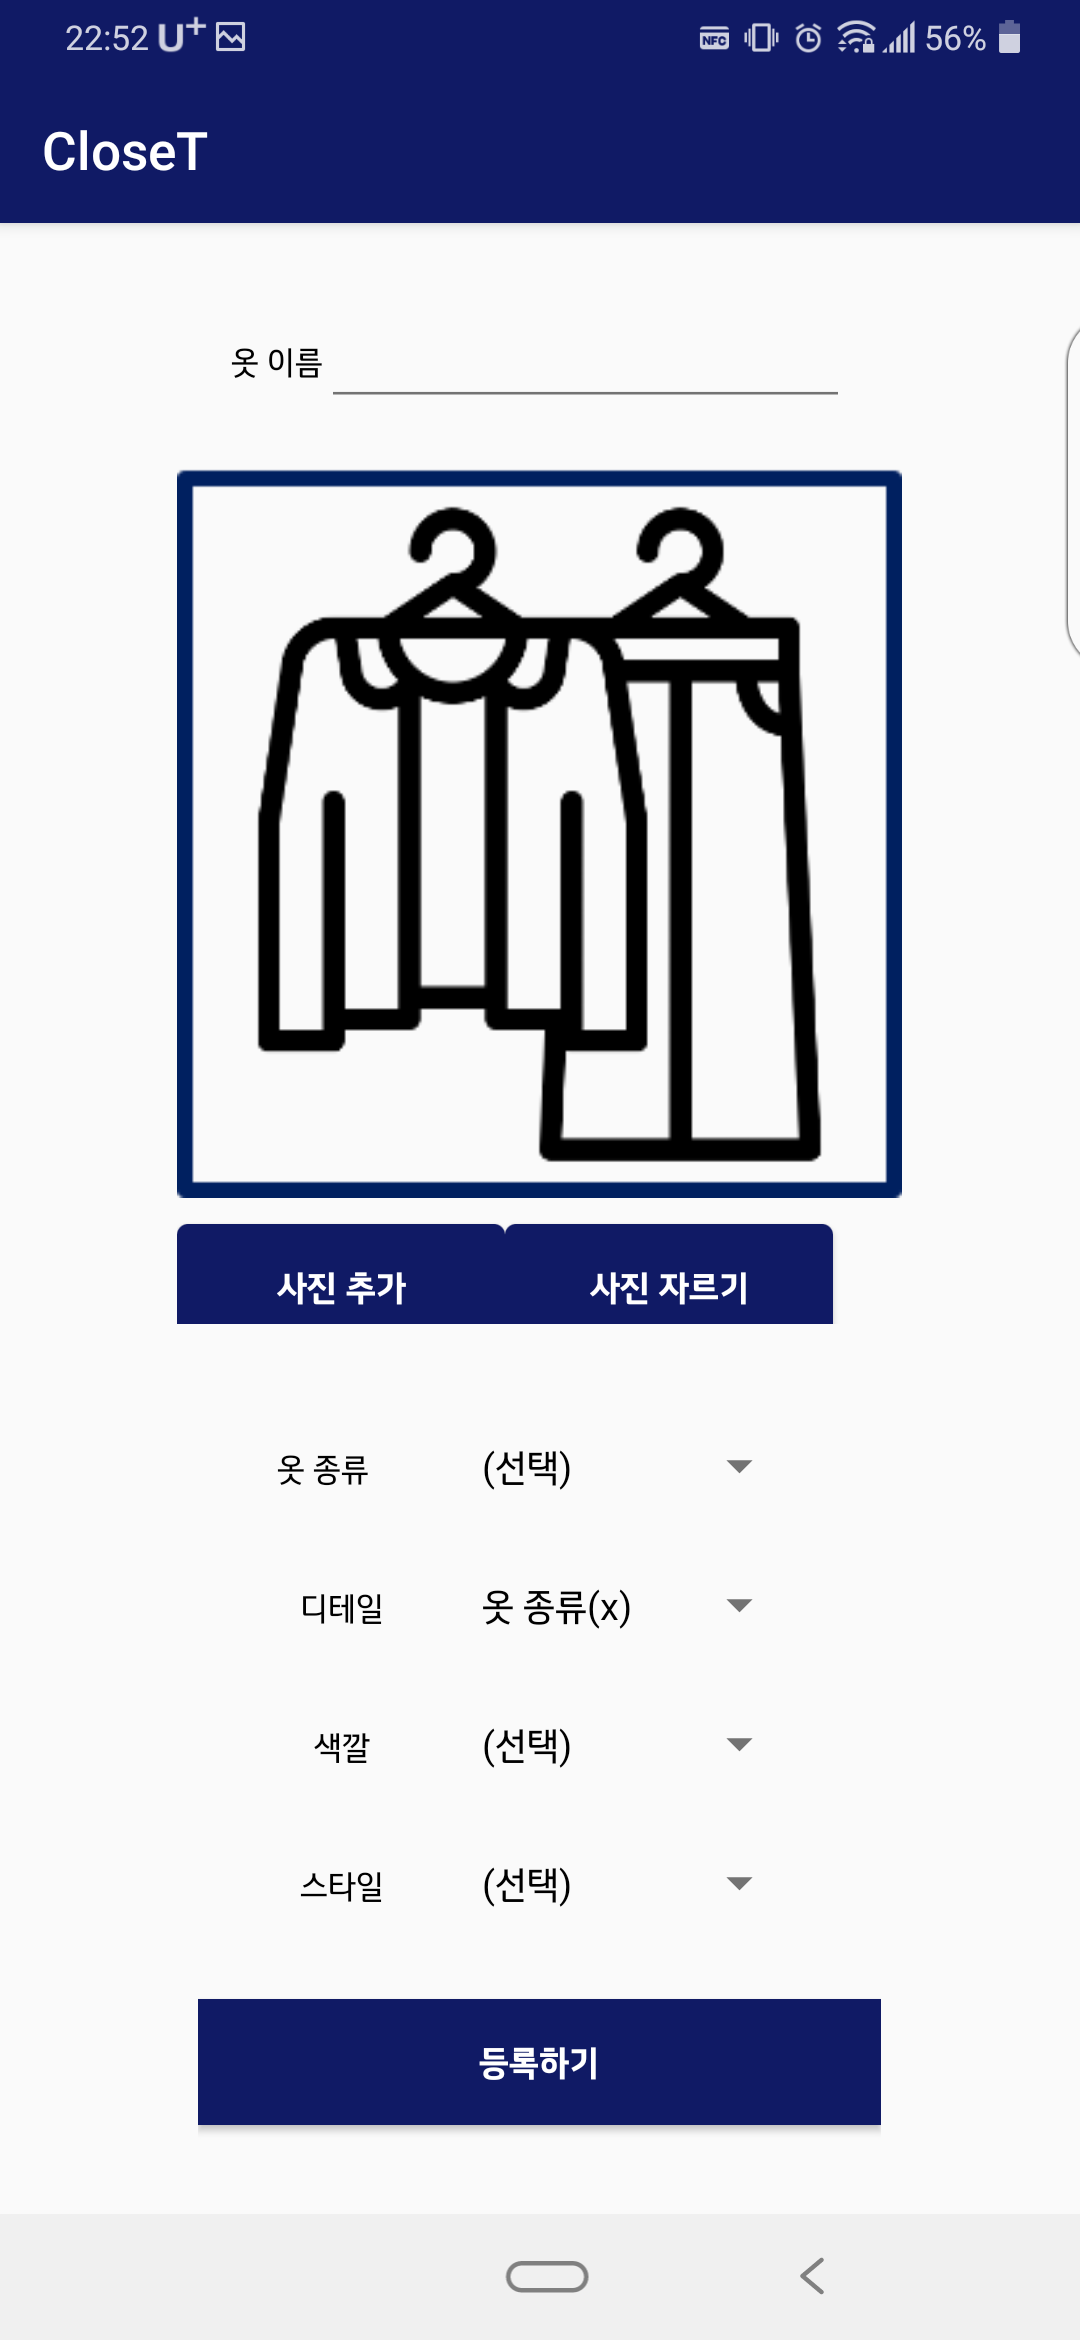 22:52 U+ NFC 56%
CloseT
옷 이름
사진 추가 사진 자르기
옷 종류 (선택)
디테일 옷 종류(x)
색깔 (선택)
스타일 (선택)
등록하기